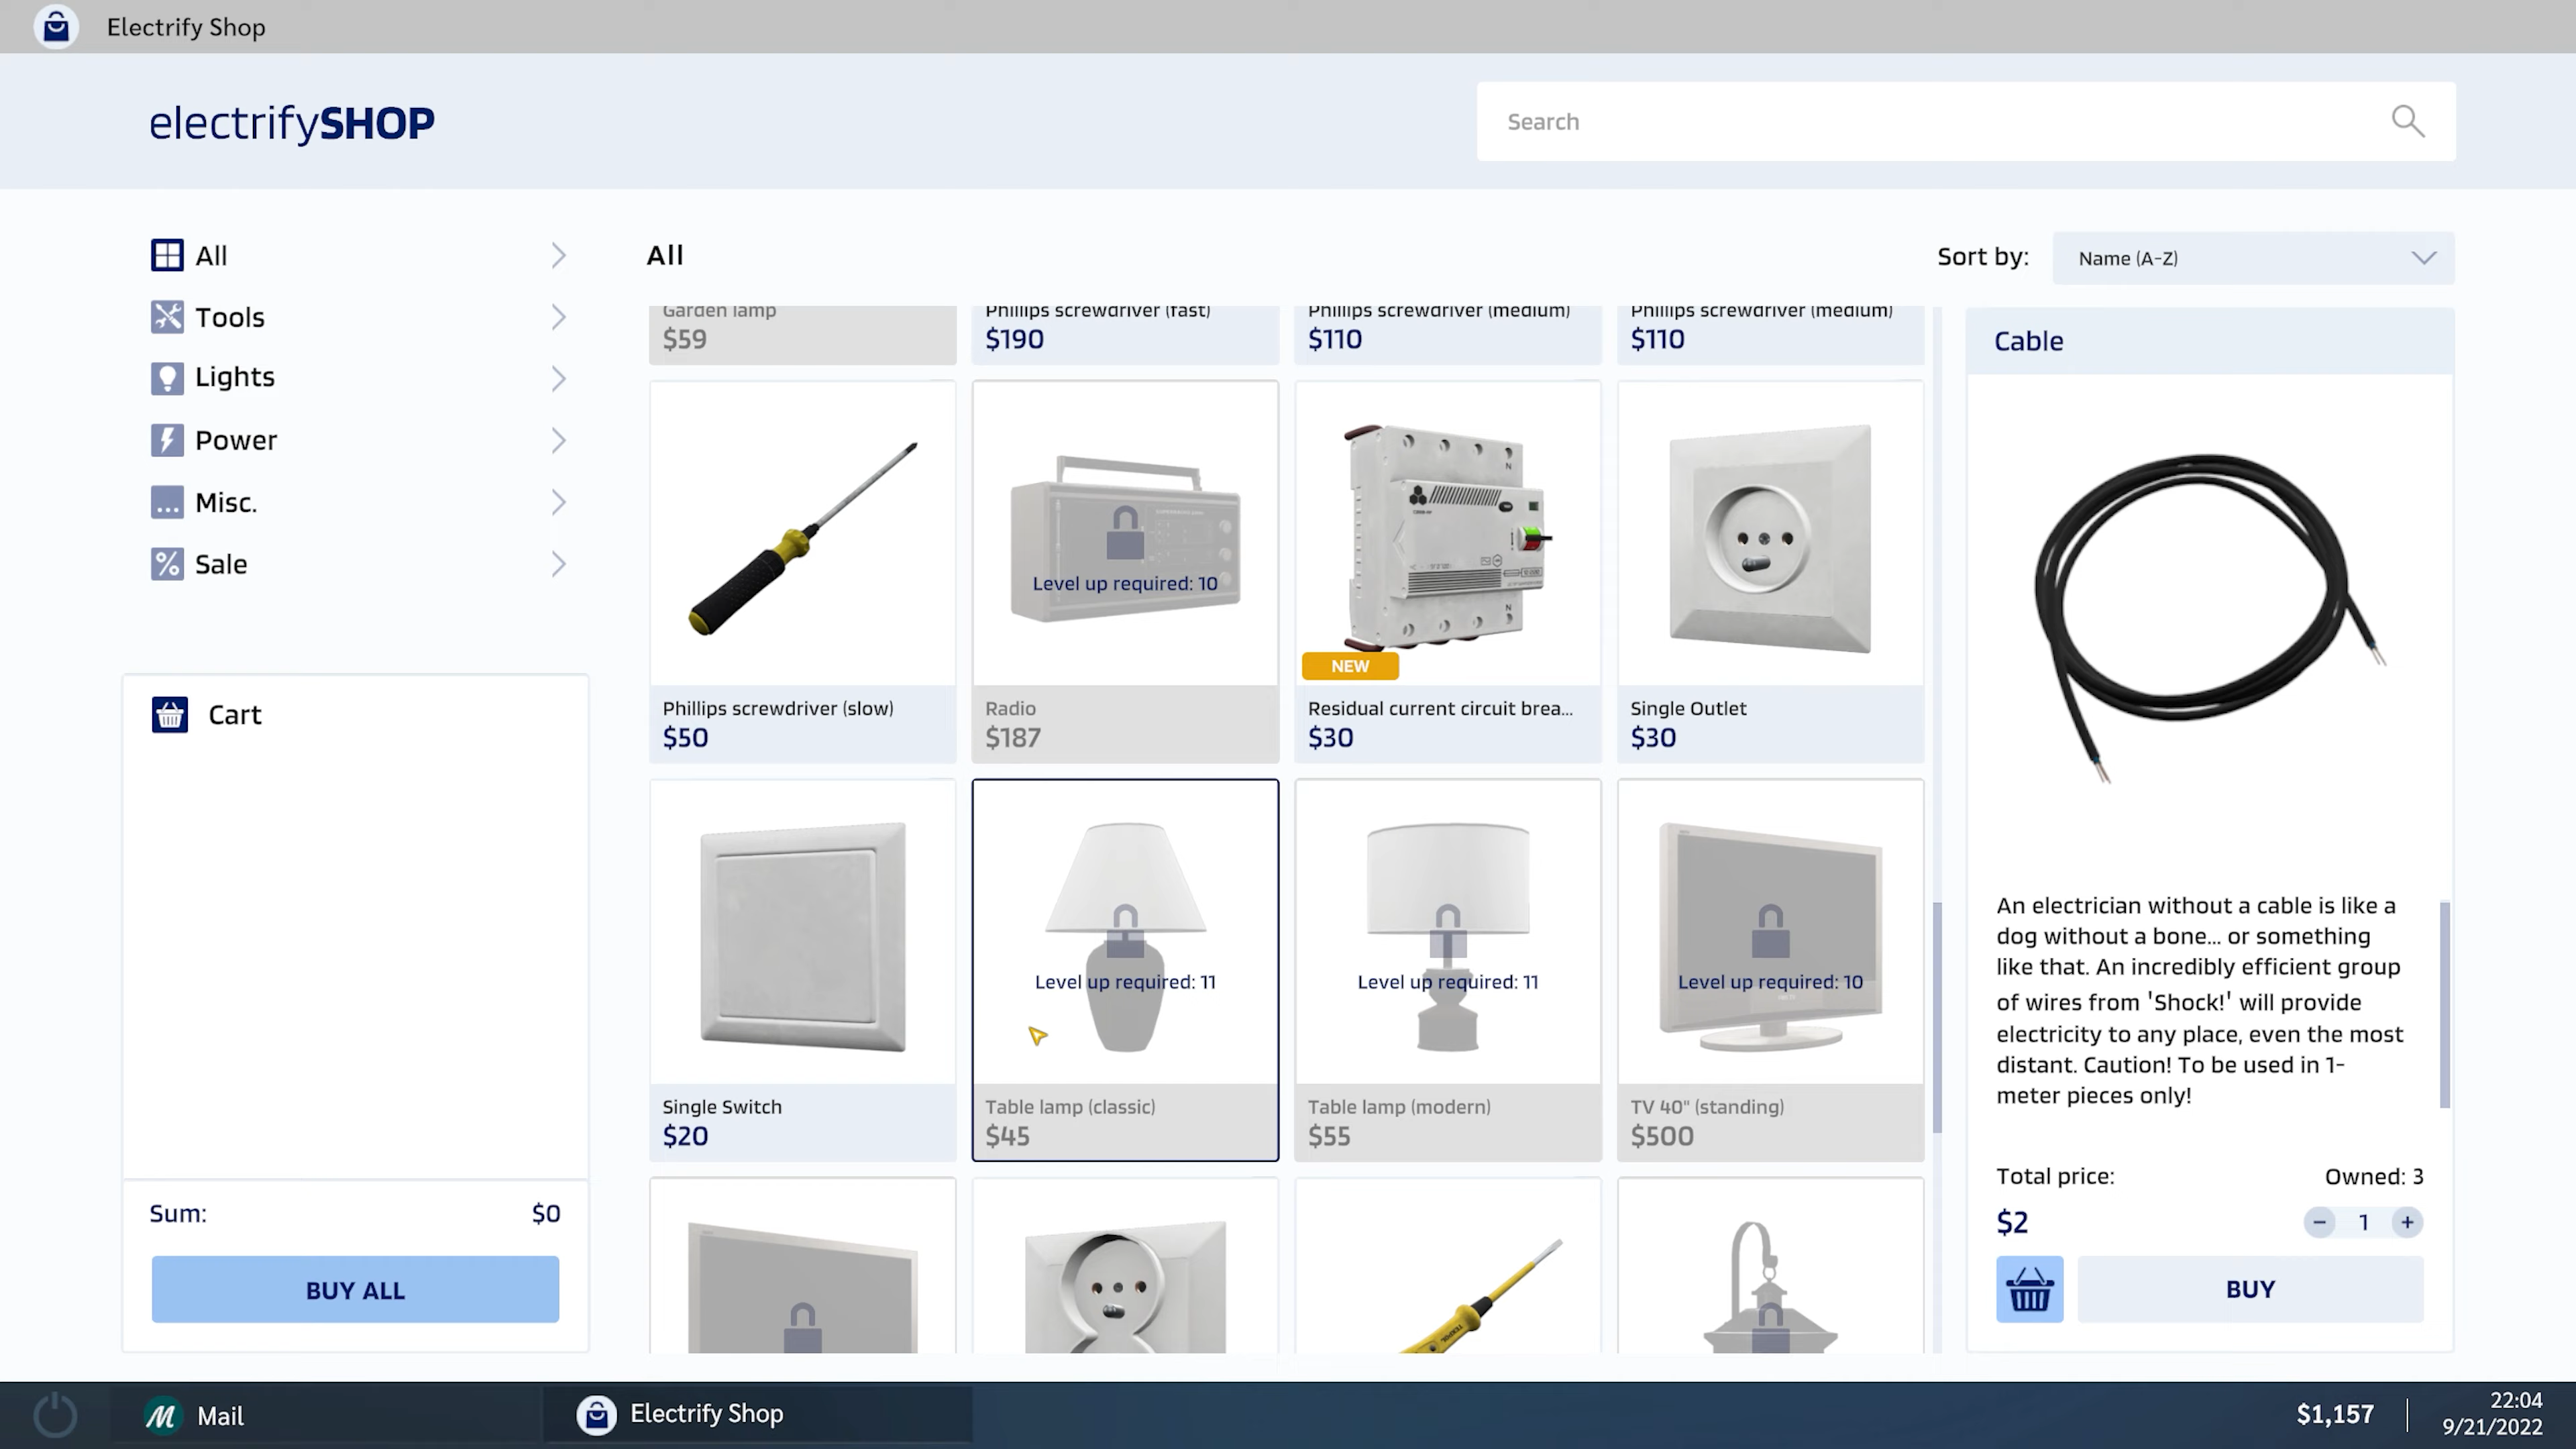 Electrify Shop
electrifySHOP
Search
All
Tools
Lights
Power
Misc.
Sale
Cart
Sum: $0
BUY ALL
All
Sort by: Name (A-Z)
Garden lamp
$59
Phillips screwdriver (fast)
$190
Phillips screwdriver (medium)
$110
Phillips screwdriver (medium)
$110
Phillips screwdriver (slow)
$50
Level up required: 10
Radio
$187
N
N
NEW
Residual current circuit brea...
$30
Single Outlet
$30
Single Switch
$20
Level up required: 11
Table lamp (classic)
$45
Level up required: 11
Table lamp (modern)
$55
Level up required: 10
TV 40" (standing)
$500
Cable
An electrician without a cable is like a
dog without a bone... or something
like that. An incredibly efficient group
of wires from 'Shock!' will provide
electricity to any place, even the most
distant. Caution! To be used in 1-
meter pieces only!
Total price: Owned: 3
$2 − 1 +
BUY
Mail
Electrify Shop
$1,157
22:04
9/21/2022